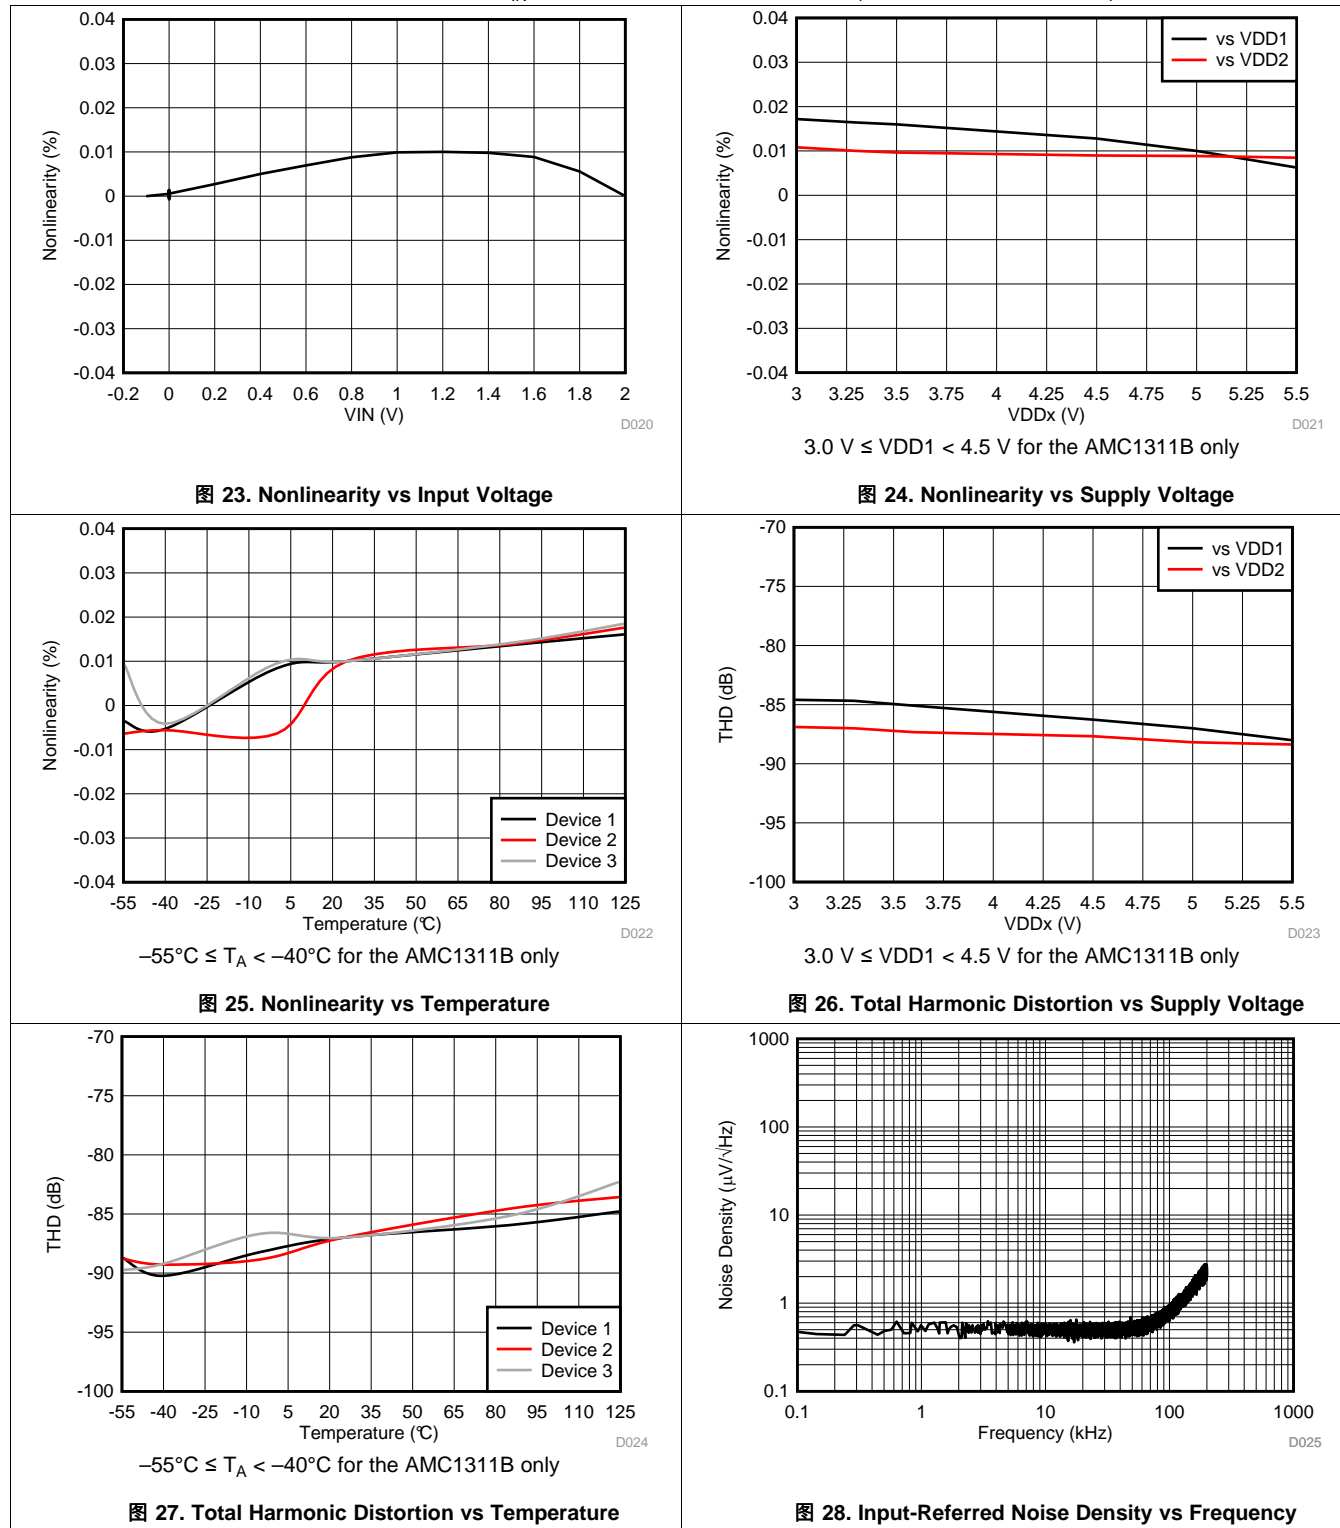 0.04
0.03
0.02
0.01
0
-0.01
-0.02
-0.03
-0.04
Nonlinearity (%)
-0.2 0 0.2 0.4 0.6 0.8 1 1.2 1.4 1.6 1.8 2
VIN (V)
D020
图 23. Nonlinearity vs Input Voltage
0.04
0.03
0.02
0.01
0
-0.01
-0.02
-0.03
-0.04
Nonlinearity (%)
vs VDD1
vs VDD2
3 3.25 3.5 3.75 4 4.25 4.5 4.75 5 5.25 5.5
VDDx (V)
D021
3.0 V ≤ VDD1 < 4.5 V for the AMC1311B only
图 24. Nonlinearity vs Supply Voltage
0.04
0.03
0.02
0.01
0
-0.01
-0.02
-0.03
-0.04
Nonlinearity (%)
Device 1
Device 2
Device 3
-55 -40 -25 -10 5 20 35 50 65 80 95 110 125
Temperature (°C)
D022
–55°C ≤ TA < –40°C for the AMC1311B only
图 25. Nonlinearity vs Temperature
-70
-75
-80
-85
-90
-95
-100
THD (dB)
vs VDD1
vs VDD2
3 3.25 3.5 3.75 4 4.25 4.5 4.75 5 5.25 5.5
VDDx (V)
D023
3.0 V ≤ VDD1 < 4.5 V for the AMC1311B only
图 26. Total Harmonic Distortion vs Supply Voltage
-70
-75
-80
-85
-90
-95
-100
THD (dB)
Device 1
Device 2
Device 3
-55 -40 -25 -10 5 20 35 50 65 80 95 110 125
Temperature (°C)
D024
–55°C ≤ TA < –40°C for the AMC1311B only
图 27. Total Harmonic Distortion vs Temperature
1000
100
10
1
0.1
Noise Density (µV/√Hz)
0.1 1 10 100 1000
Frequency (kHz)
D025
图 28. Input-Referred Noise Density vs Frequency